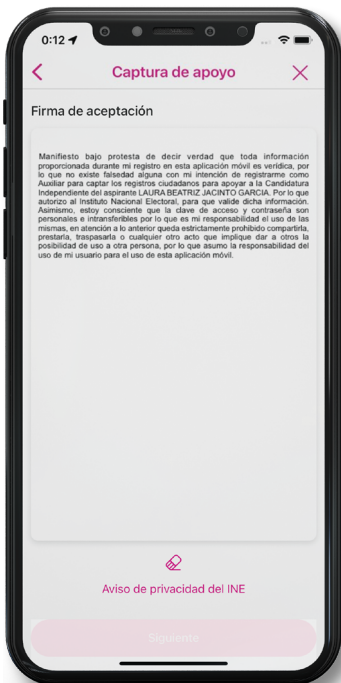 0:12
Captura de apoyo
Firma de aceptación
Manifiesto bajo protesta de decir verdad que toda información
proporcionada durante mi registro en esta aplicación móvil es verídica, por
lo que no existe falsedad alguna con mi intención de registrarme como
Auxiliar para captar los registros ciudadanos para apoyar a la Candidatura
Independiente del aspirante LAURA BEATRIZ JACINTO GARCIA. Por lo que
autorizo al Instituto Nacional Electoral, para que valide dicha información.
Asimismo, estoy consciente que la clave de acceso y contraseña son
personales e intransferibles por lo que es mi responsabilidad el uso de las
mismas, en atención a lo anterior queda estrictamente prohibido compartirla,
prestarla, traspasarla o cualquier otro acto que implique dar a otros la
posibilidad de uso a otra persona, por lo que asumo la responsabilidad del
uso de mi usuario para el uso de esta aplicación móvil.
Aviso de privacidad del INE
Siguiente